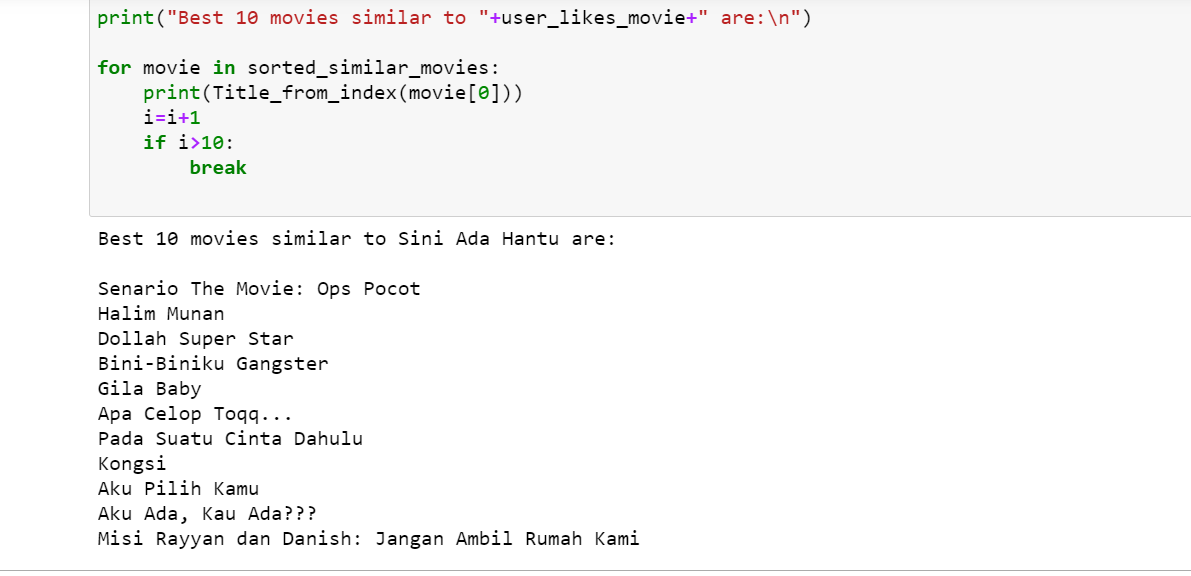 print("Best 10 movies similar to "+user_likes_movie+" are:\n")
for movie in sorted_similar_movies:
    print(Title_from_index(movie[0]))
    i=i+1
    if i>10:
        break
Best 10 movies similar to Sini Ada Hantu are:
Senario The Movie: Ops Pocot
Halim Munan
Dollah Super Star
Bini-Biniku Gangster
Gila Baby
Apa Celop Toqq...
Pada Suatu Cinta Dahulu
Kongsi
Aku Pilih Kamu
Aku Ada, Kau Ada???
Misi Rayyan dan Danish: Jangan Ambil Rumah Kami